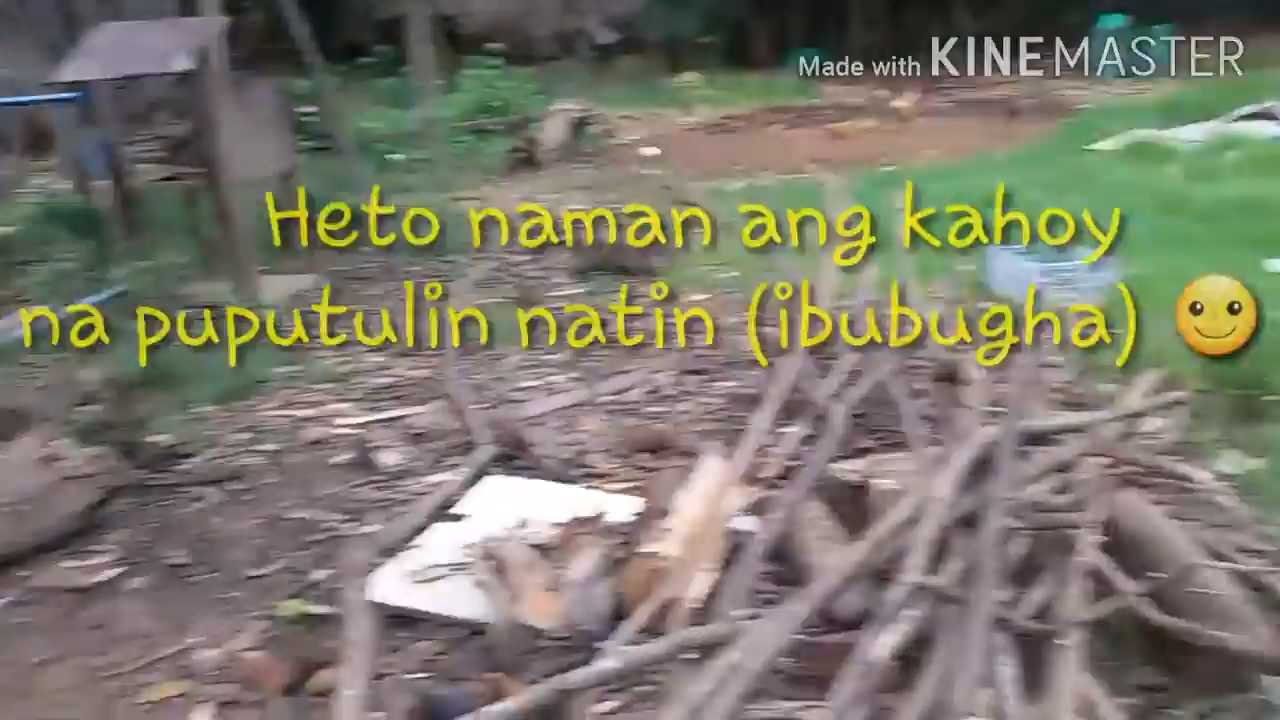 Made with KINEMASTER
Heto naman ang kahoy
na puputulin natin (ibubugha) 🙂